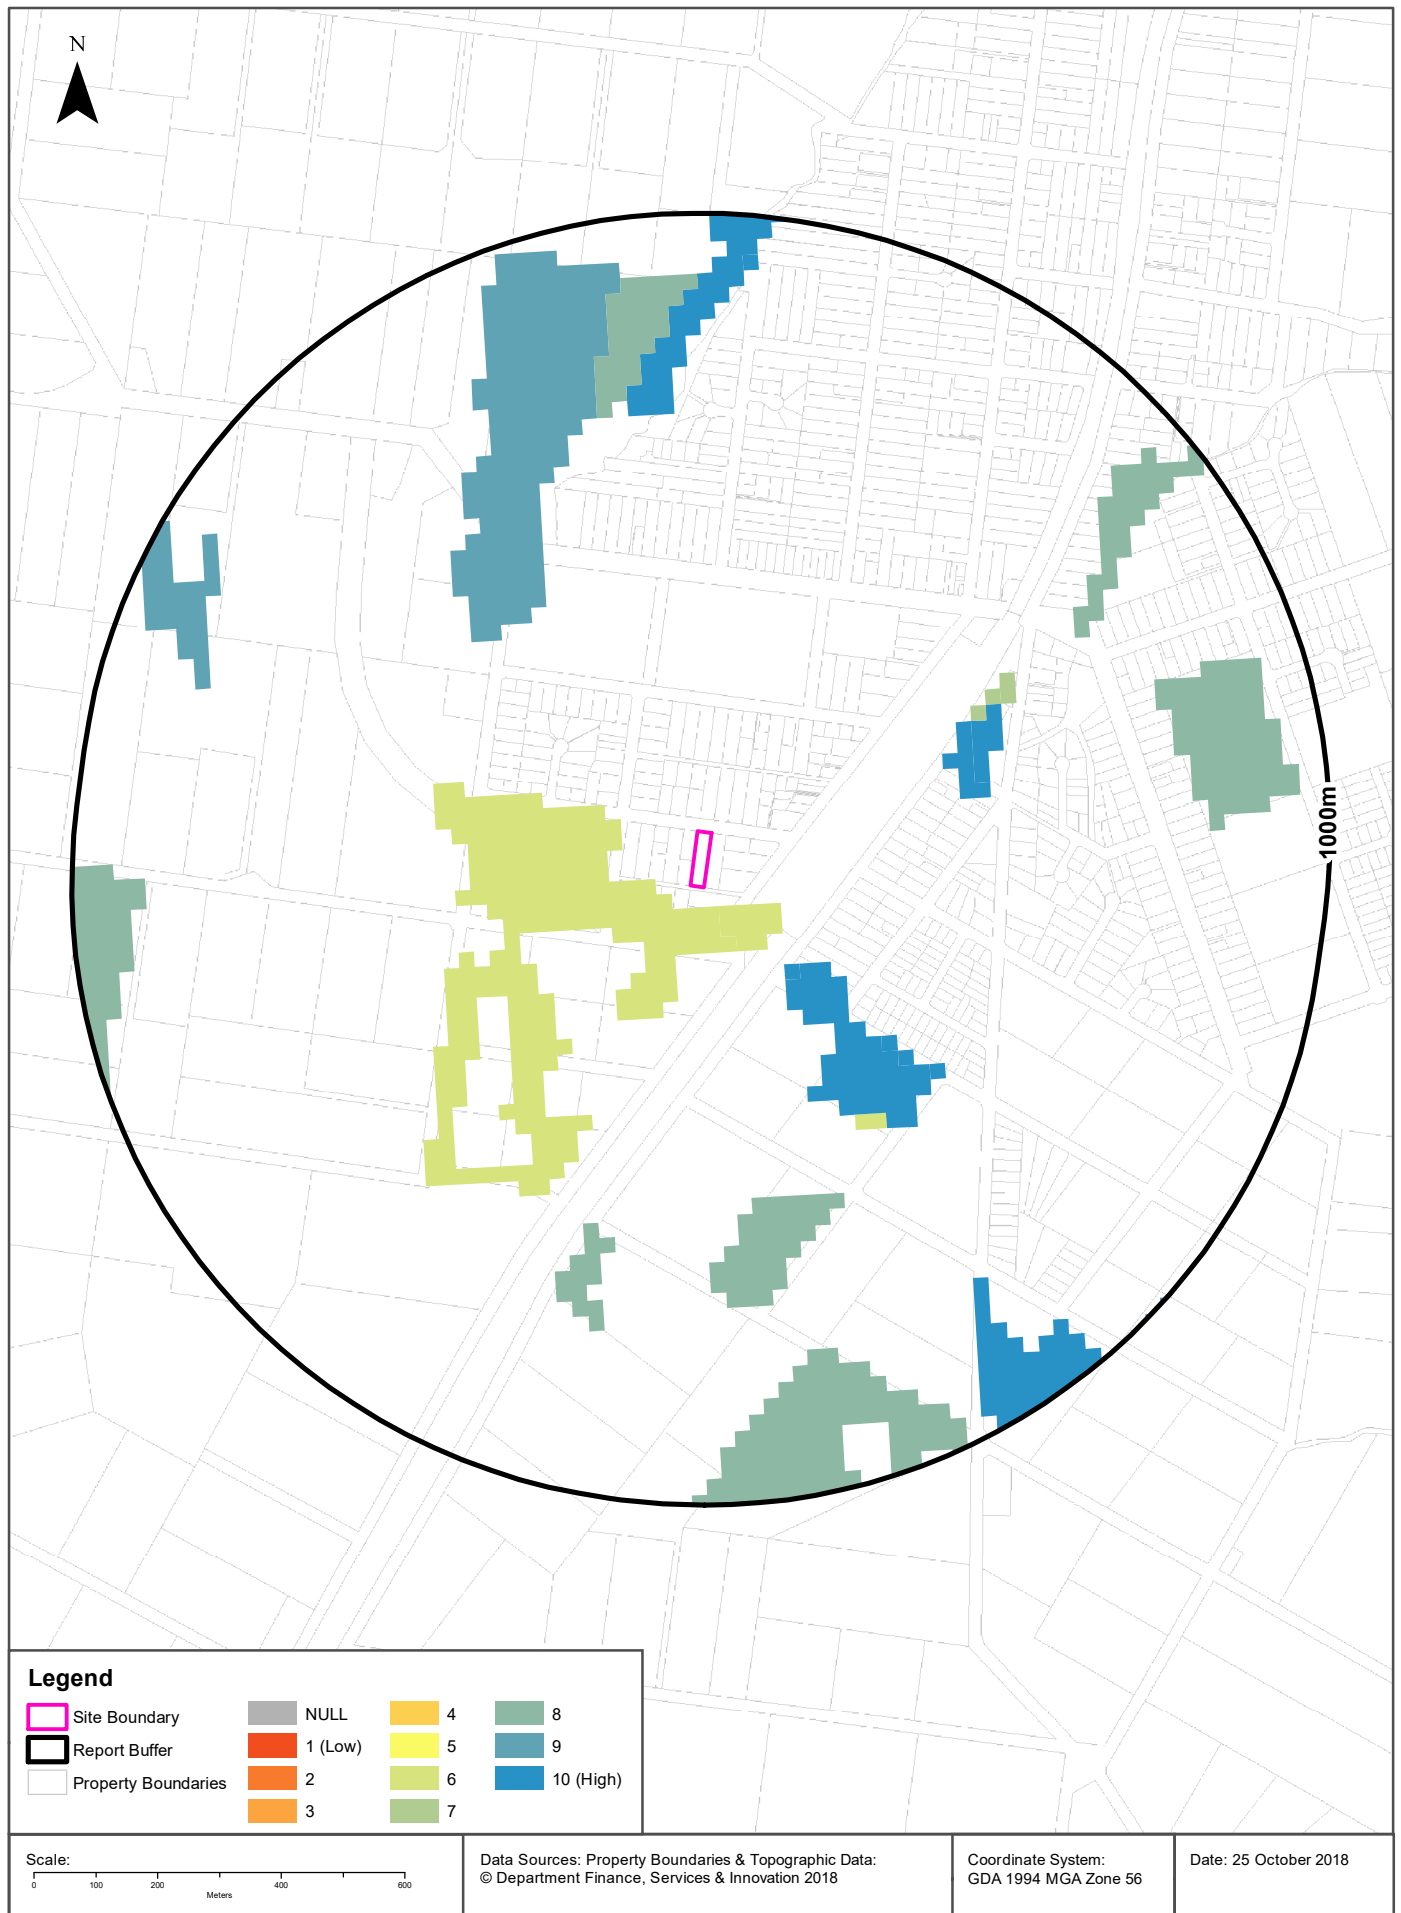 N
1000m
Legend
Site Boundary
Report Buffer
Property Boundaries
NULL
1 (Low)
2
3
4
5
6
7
8
9
10 (High)
Scale:
0 100 200 400 600
Meters
Data Sources: Property Boundaries & Topographic Data:
© Department Finance, Services & Innovation 2018
Coordinate System:
GDA 1994 MGA Zone 56
Date: 25 October 2018